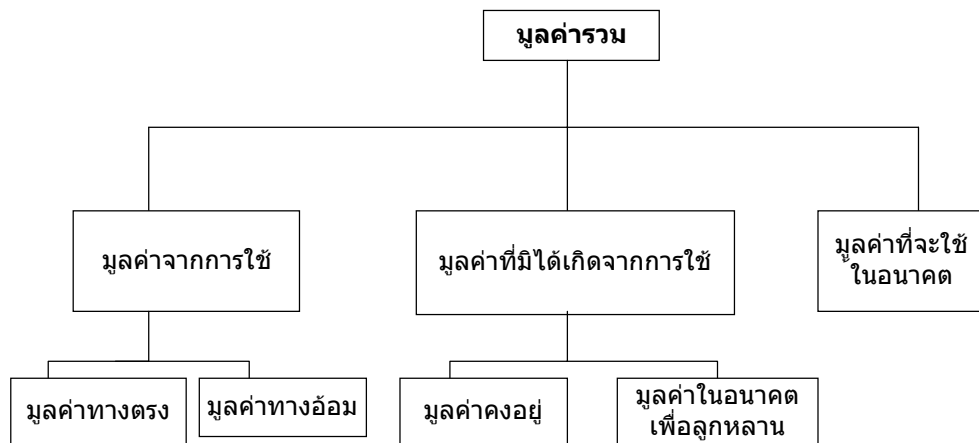 มูลค่ารวม
มูลค่าจากการใช้
มูลค่าที่มิได้เกิดจากการใช้
มูลค่าที่จะใช้
ในอนาคต
มูลค่าทางตรง
มูลค่าทางอ้อม
มูลค่าคงอยู่
มูลค่าในอนาคต
เพื่อลูกหลาน